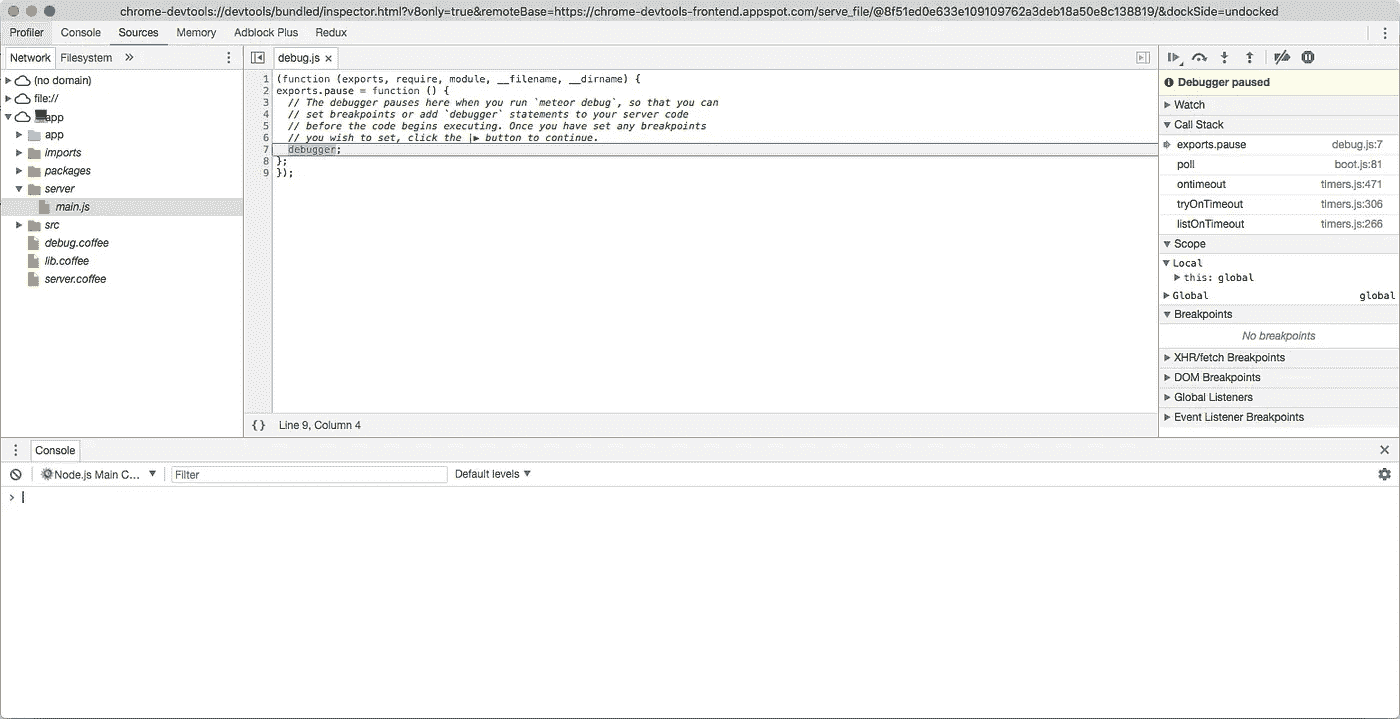 chrome-devtools://devtools/bundled/inspector.html?v8only=true&remoteBase=https://chrome-devtools-frontend.appspot.com/serve_file/@8f51ed0e633e109109762a3deb18a50e8c138819/&dockSide=undocked
Profiler Console Sources Memory Adblock Plus Redux
Network Filesystem »
(no domain)
file://
app
app
imports
packages
server
main.js
src
debug.coffee
lib.coffee
server.coffee
debug.js ×
1 (function (exports, require, module, __filename, __dirname) {
2 exports.pause = function () {
3 // The debugger pauses here when you run `meteor debug`, so that you can
4 // set breakpoints or add `debugger` statements to your server code
5 // before the code begins executing. Once you have set any breakpoints
6 // you wish to set, click the |▶ button to continue.
7 debugger;
8 };
9 });
{} Line 9, Column 4
Debugger paused
Watch
Call Stack
exports.pause debug.js:7
poll boot.js:81
ontimeout timers.js:471
tryOnTimeout timers.js:306
listOnTimeout timers.js:266
Scope
Local
this: global
Global global
Breakpoints
No breakpoints
XHR/fetch Breakpoints
DOM Breakpoints
Global Listeners
Event Listener Breakpoints
Console
Node.js Main C... Filter Default levels